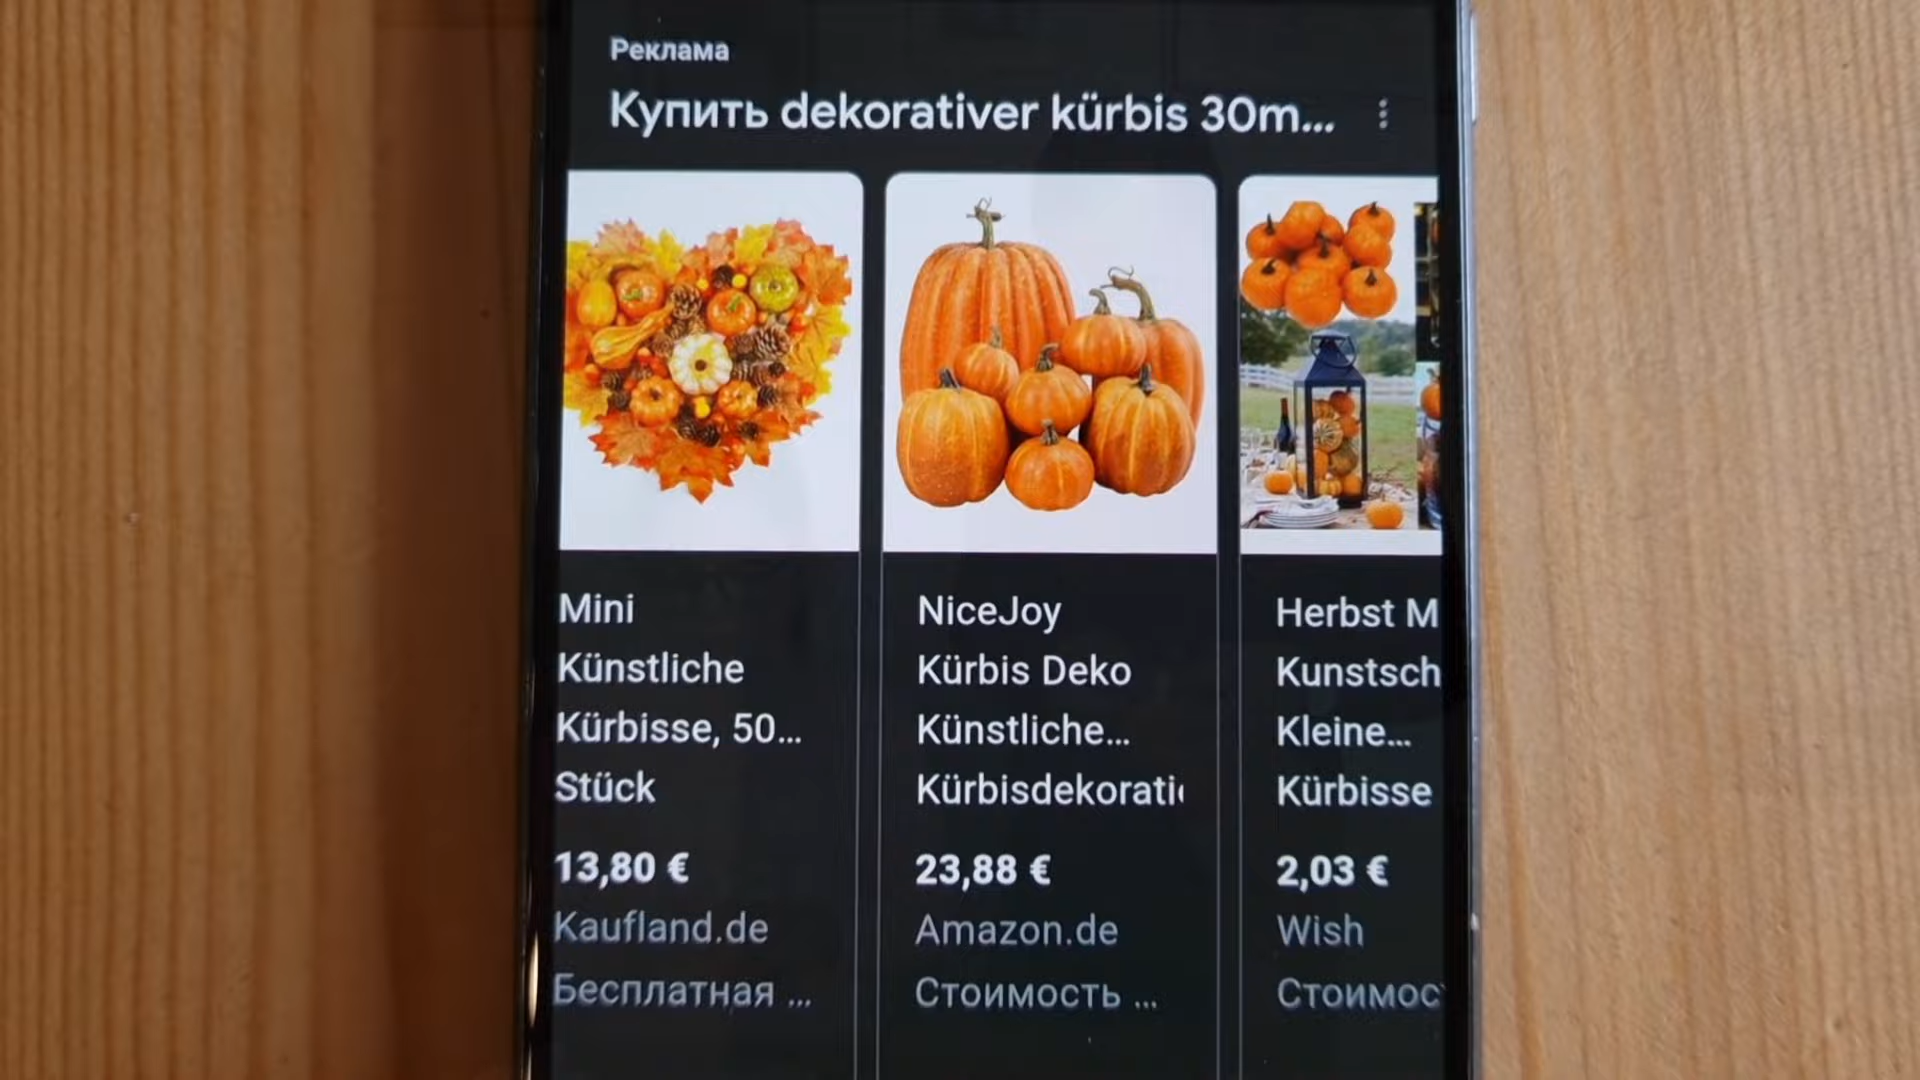 Реклама
Купить dekorativer kürbis 30m...
Mini
Künstliche
Kürbisse, 50...
Stück
13,80 €
Kaufland.de
Бесплатная ...
NiceJoy
Kürbis Deko
Künstliche...
Kürbisdekorati
23,88 €
Amazon.de
Стоимость ...
Herbst M
Kunstsch
Kleine...
Kürbisse
2,03 €
Wish
Стоимос